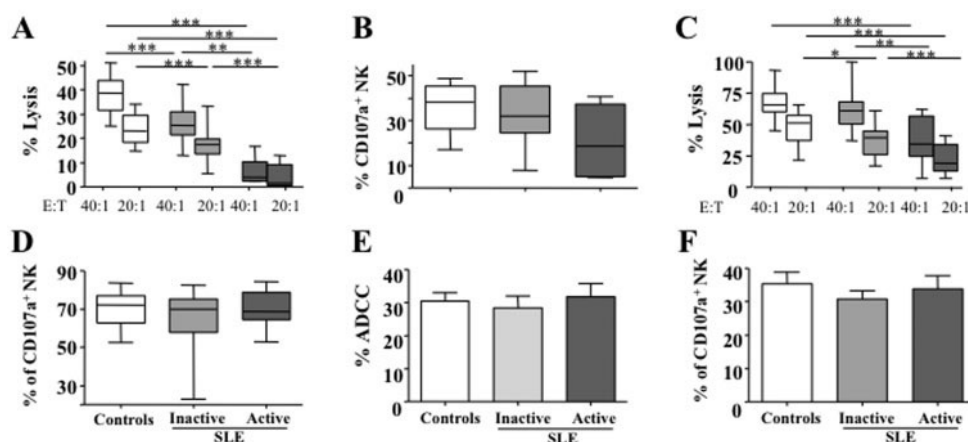 A
***
***
*** **
*** ***
% Lysis
50
40
30
20
10
0
E:T 40:1 20:1 40:1 20:1 40:1 20:1
B
% CD107a⁺ NK
40
30
20
10
0
C
***
***
**
* ***
% Lysis
100
75
50
25
0
E:T 40:1 20:1 40:1 20:1 40:1 20:1
D
% of CD107a⁺ NK
90
70
50
30
Controls Inactive Active
SLE
E
% ADCC
40
30
20
10
0
Controls Inactive Active
SLE
F
% of CD107a⁺ NK
40
30
20
10
0
Controls Inactive Active
SLE